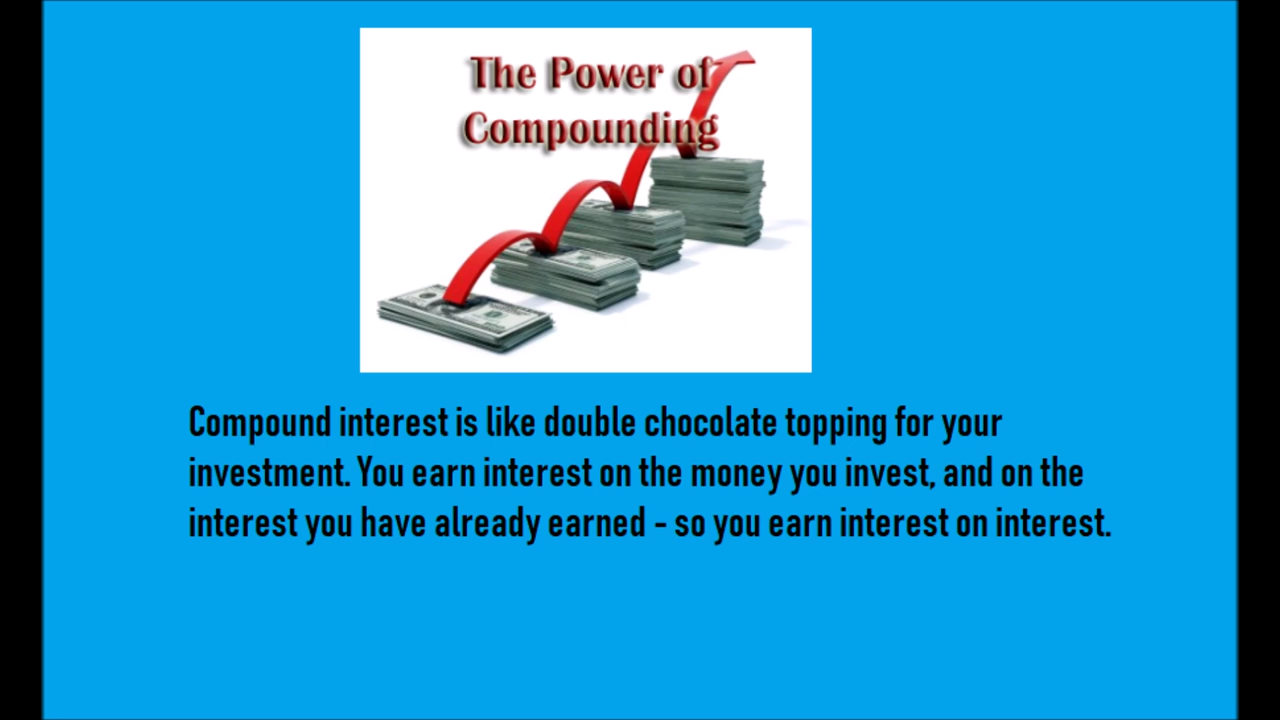 The Power of
Compounding
Compound interest is like double chocolate topping for your
investment. You earn interest on the money you invest, and on the
interest you have already earned - so you earn interest on interest.